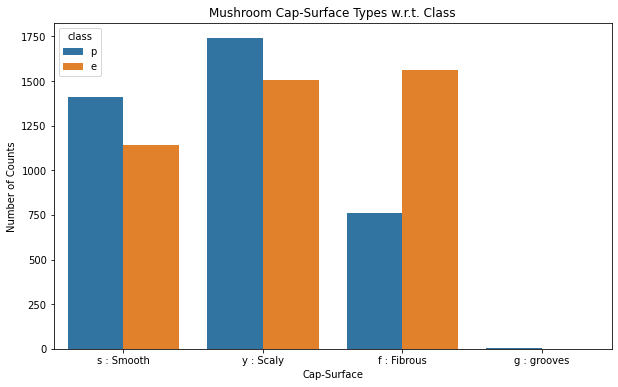 Mushroom Cap-Surface Types w.r.t. Class
class
p
e
Number of Counts
1750
1500
1250
1000
750
500
250
0
s : Smooth
y : Scaly
f : Fibrous
g : grooves
Cap-Surface